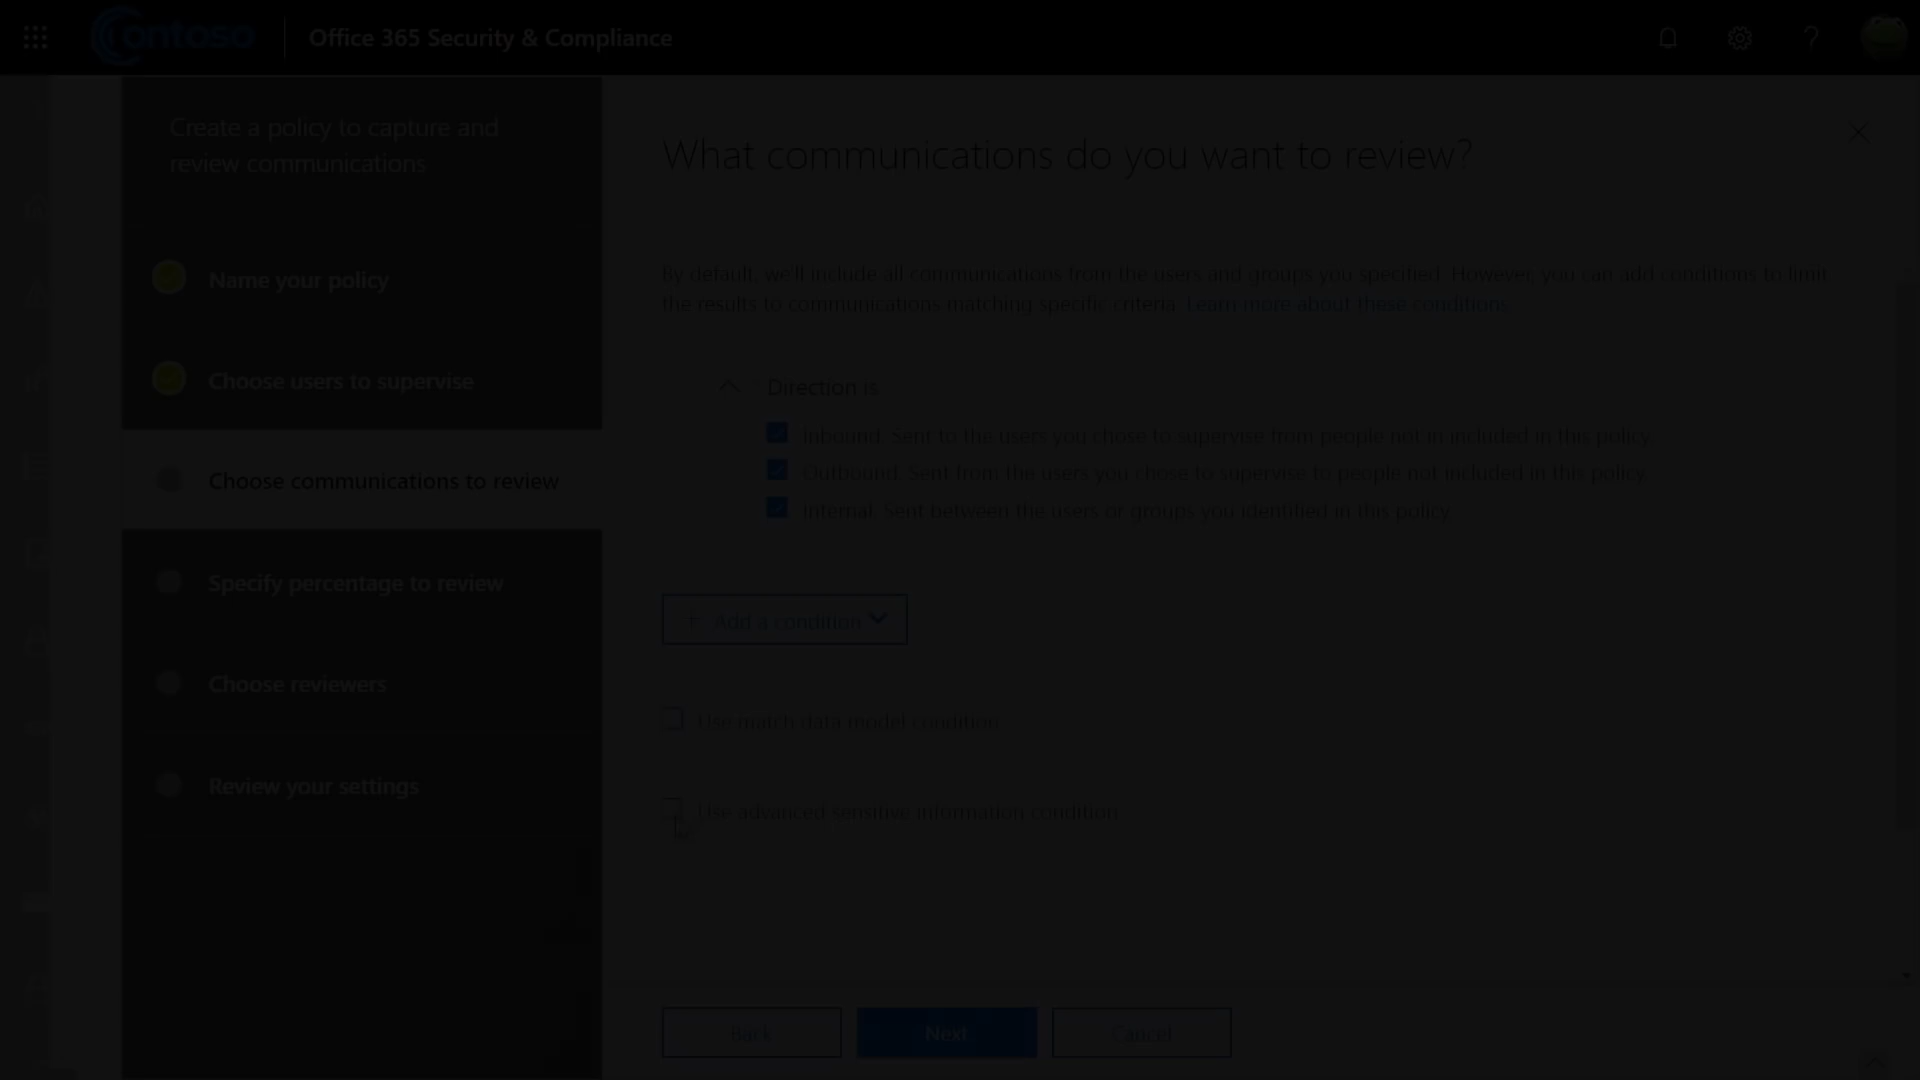 Contoso
Office 365 Security & Compliance
?
Create a policy to capture and
review communications
What communications do you want to review?
Name your policy
By default, we'll include all communications from the users and groups you specified. However, you can add conditions to limit
the results to communications matching specific criteria. Learn more about these conditions.
Choose users to supervise
Direction is
Inbound. Sent to the users you chose to supervise from people not in included in this policy.
Outbound. Sent from the users you chose to supervise to people not included in this policy.
Choose communications to review
Internal. Sent between the users or groups you identified in this policy.
Specify percentage to review
+ Add a condition
Choose reviewers
Use match data model condition
Review your settings
Use advanced sensitive information condition
Back
Next
Cancel